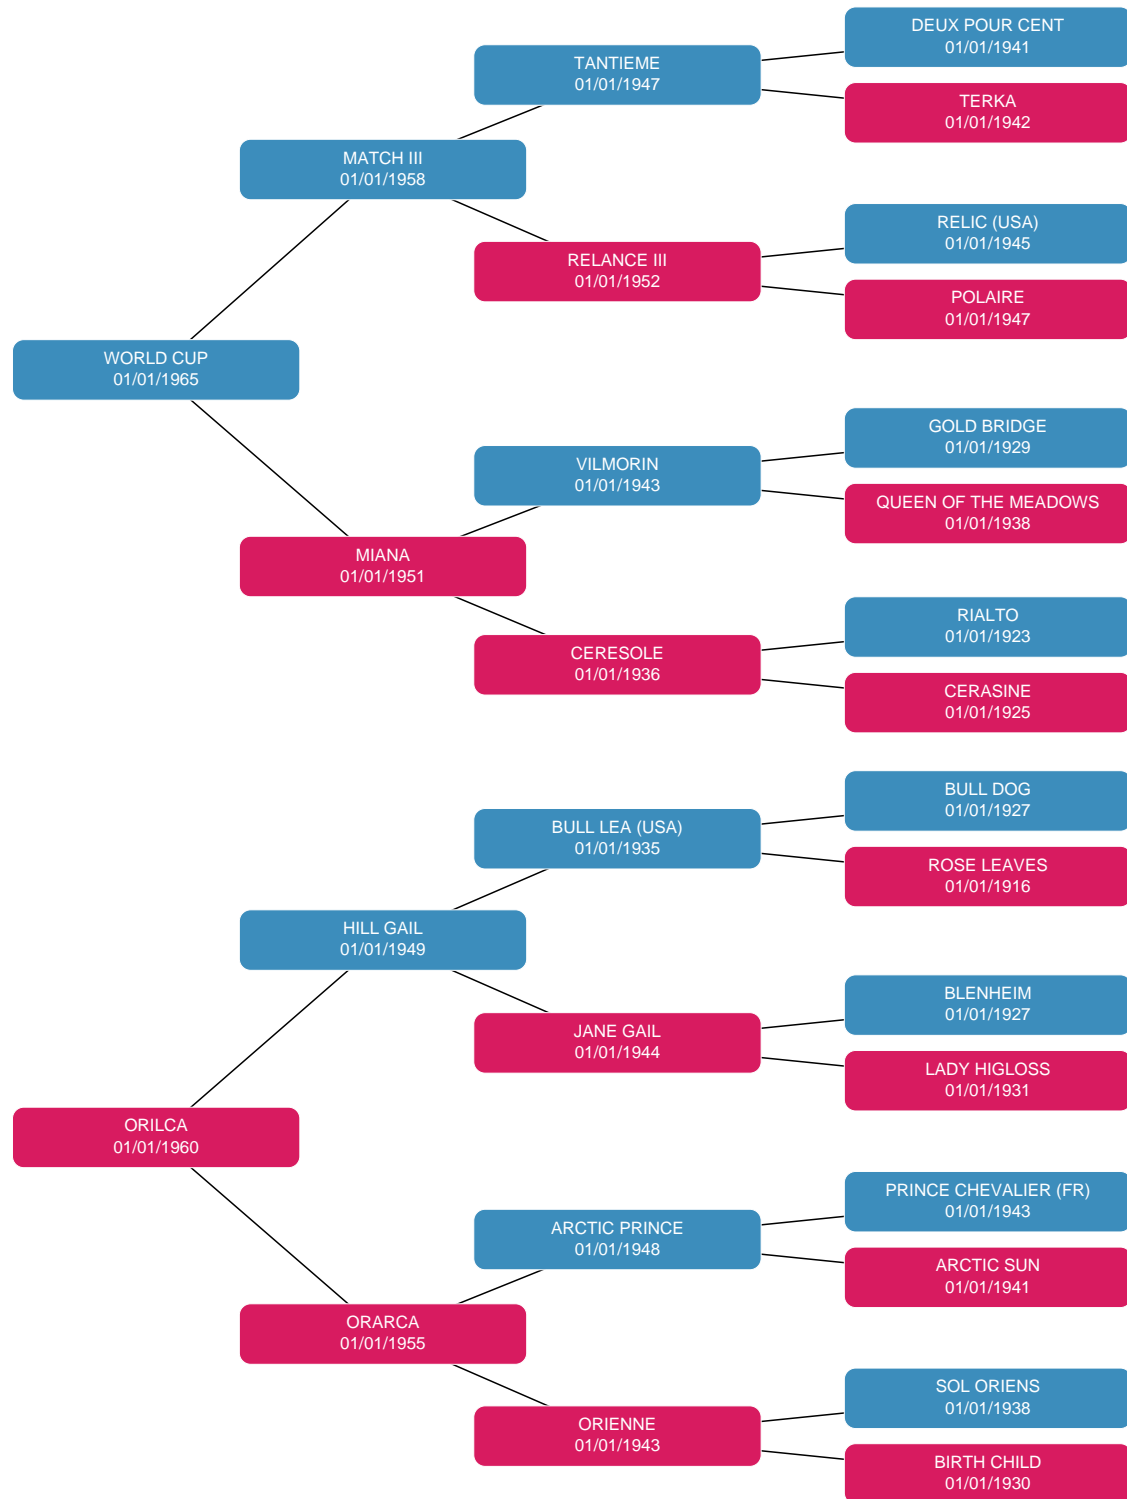 DEUX POUR CENT
01/01/1941
TANTIEME
01/01/1947
TERKA
01/01/1942
MATCH III
01/01/1958
RELIC (USA)
01/01/1945
RELANCE III
01/01/1952
POLAIRE
01/01/1947
WORLD CUP
01/01/1965
GOLD BRIDGE
01/01/1929
VILMORIN
01/01/1943
QUEEN OF THE MEADOWS
01/01/1938
MIANA
01/01/1951
RIALTO
01/01/1923
CERESOLE
01/01/1936
CERASINE
01/01/1925
BULL DOG
01/01/1927
BULL LEA (USA)
01/01/1935
ROSE LEAVES
01/01/1916
HILL GAIL
01/01/1949
BLENHEIM
01/01/1927
JANE GAIL
01/01/1944
LADY HIGLOSS
01/01/1931
ORILCA
01/01/1960
PRINCE CHEVALIER (FR)
01/01/1943
ARCTIC PRINCE
01/01/1948
ARCTIC SUN
01/01/1941
ORARCA
01/01/1955
SOL ORIENS
01/01/1938
ORIENNE
01/01/1943
BIRTH CHILD
01/01/1930